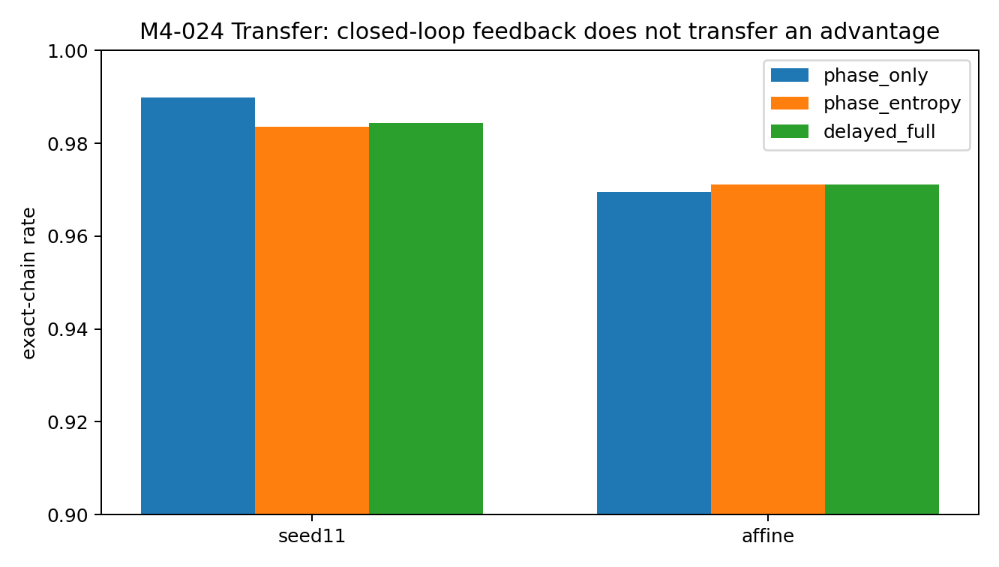 M4-024 Transfer: closed-loop feedback does not transfer an advantage
phase_only
phase_entropy
delayed_full
exact-chain rate
1.00
0.98
0.96
0.94
0.92
0.90
seed11
affine